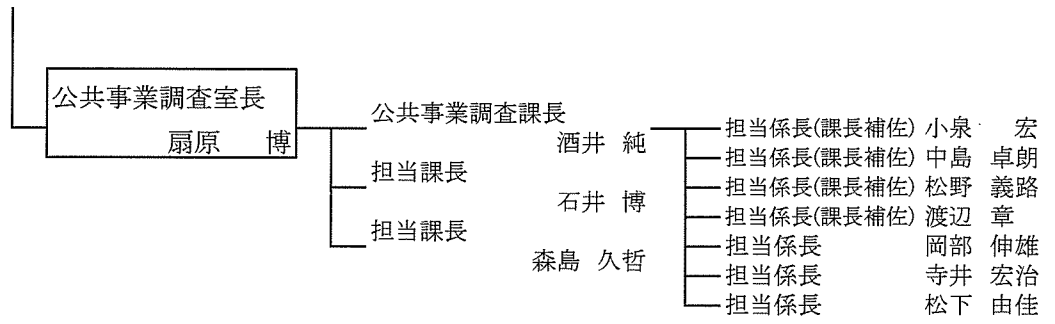 公共事業調査室長
扇原 博
公共事業調査課長
酒井 純
担当課長
石井 博
担当課長
森島 久哲
担当係長(課長補佐) 小泉 宏
担当係長(課長補佐) 中島 卓朗
担当係長(課長補佐) 松野 義路
担当係長(課長補佐) 渡辺 章
担当係長 岡部 伸雄
担当係長 寺井 宏治
担当係長 松下 由佳